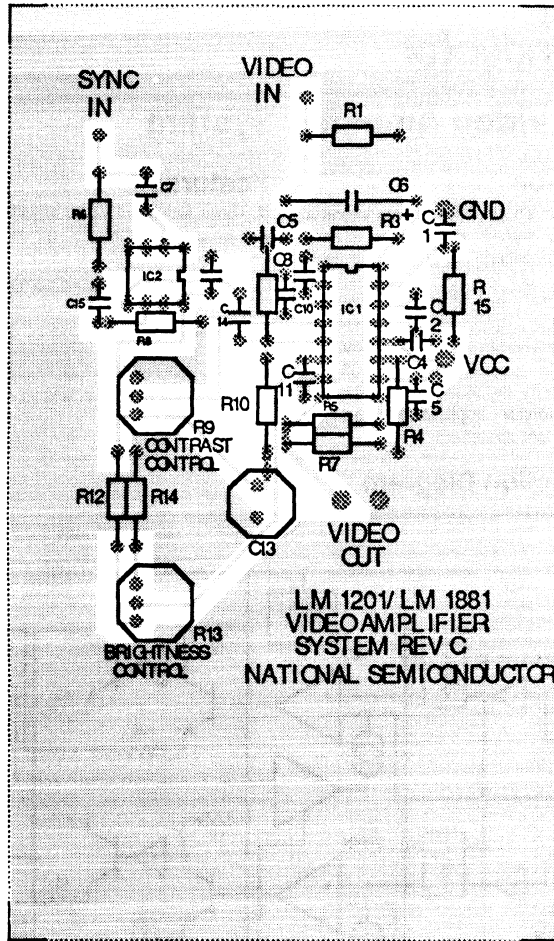 SYNC
IN
VIDEO
IN
R1
C7
R6
C6
C5
R3
+
C
1
GND
IC2
C8
C10
IC1
R
15
C15
C
14
C
2
R8
C4
VCC
C
11
R10
R5
C
5
R9
R4
CONTRAST
CONTROL
R7
R12
R14
C13
VIDEO
OUT
R13
BRIGHTNESS
CONTROL
LM 1201/ LM 1881
VIDEO AMPLIFIER
SYSTEM REV C
NATIONAL SEMICONDUCTOR